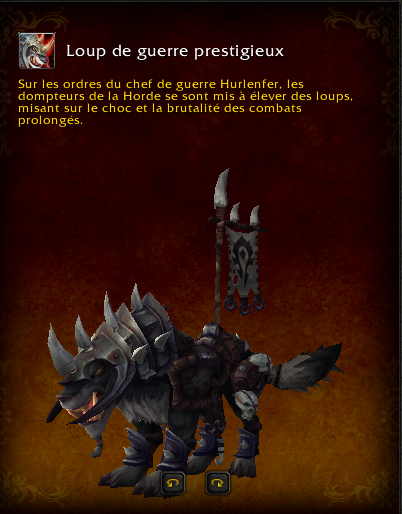 Loup de guerre prestigieux
Sur les ordres du chef de guerre Hurlenfer, les
dompteurs de la Horde se sont mis à élever des loups,
misant sur le choc et la brutalité des combats
prolongés.